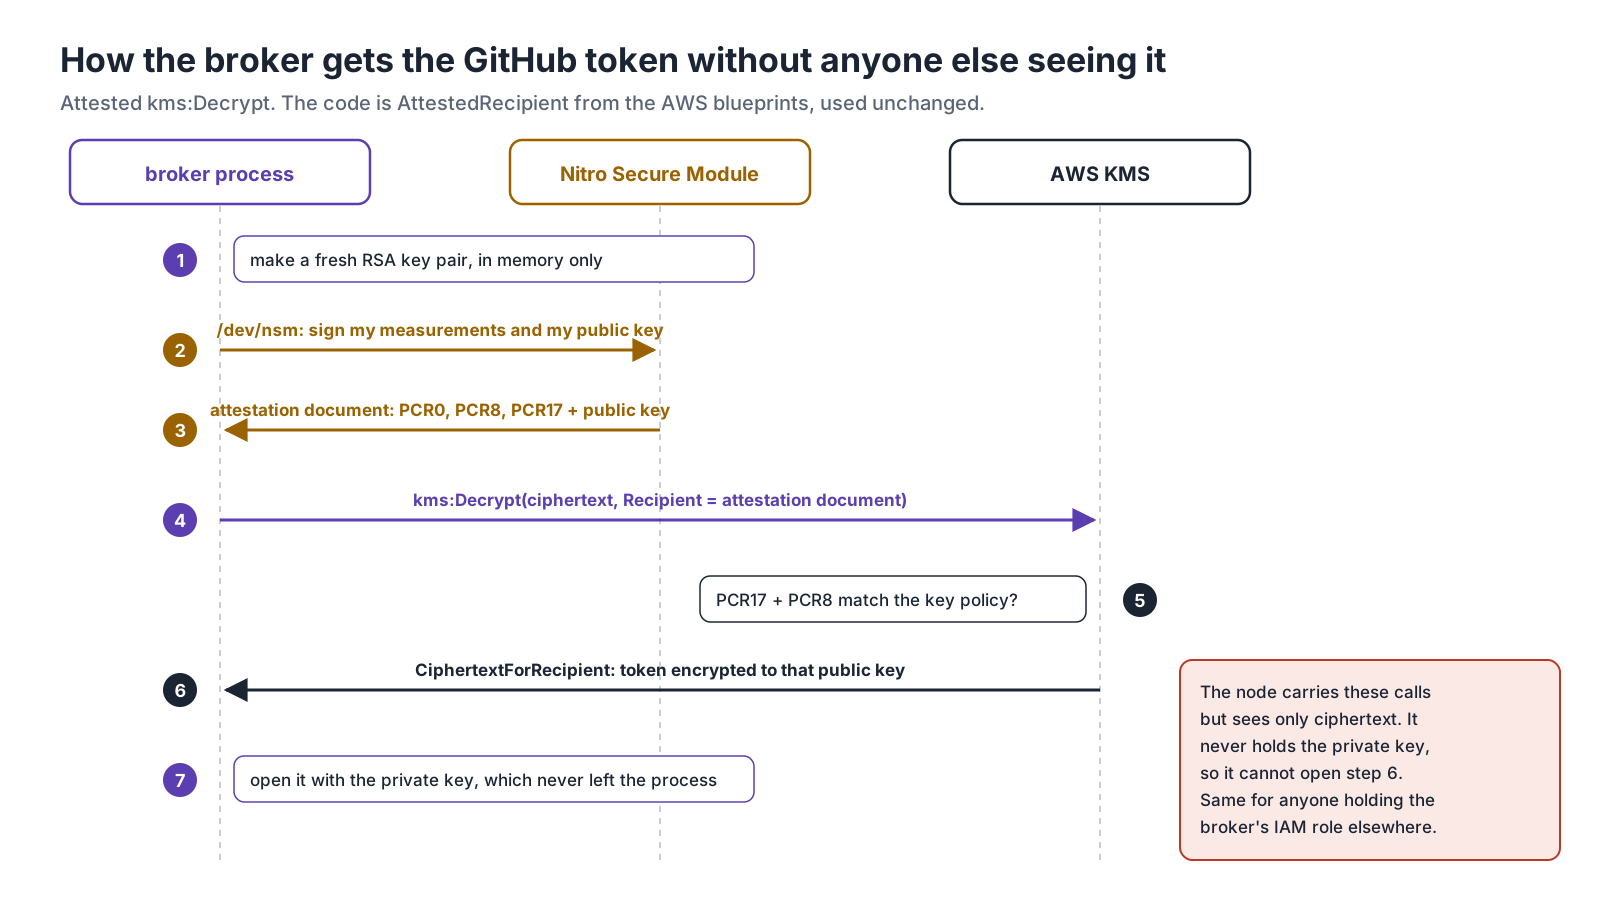 How the broker gets the GitHub token without anyone else seeing it
Attested kms:Decrypt. The code is AttestedRecipient from the AWS blueprints, used unchanged.
broker process
Nitro Secure Module
AWS KMS
1
make a fresh RSA key pair, in memory only
/dev/nsm: sign my measurements and my public key
2
attestation document: PCR0, PCR8, PCR17 + public key
3
kms:Decrypt(ciphertext, Recipient = attestation document)
4
PCR17 + PCR8 match the key policy?
5
CiphertextForRecipient: token encrypted to that public key
6
The node carries these calls
but sees only ciphertext. It
never holds the private key,
so it cannot open step 6.
Same for anyone holding the
broker's IAM role elsewhere.
7
open it with the private key, which never left the process